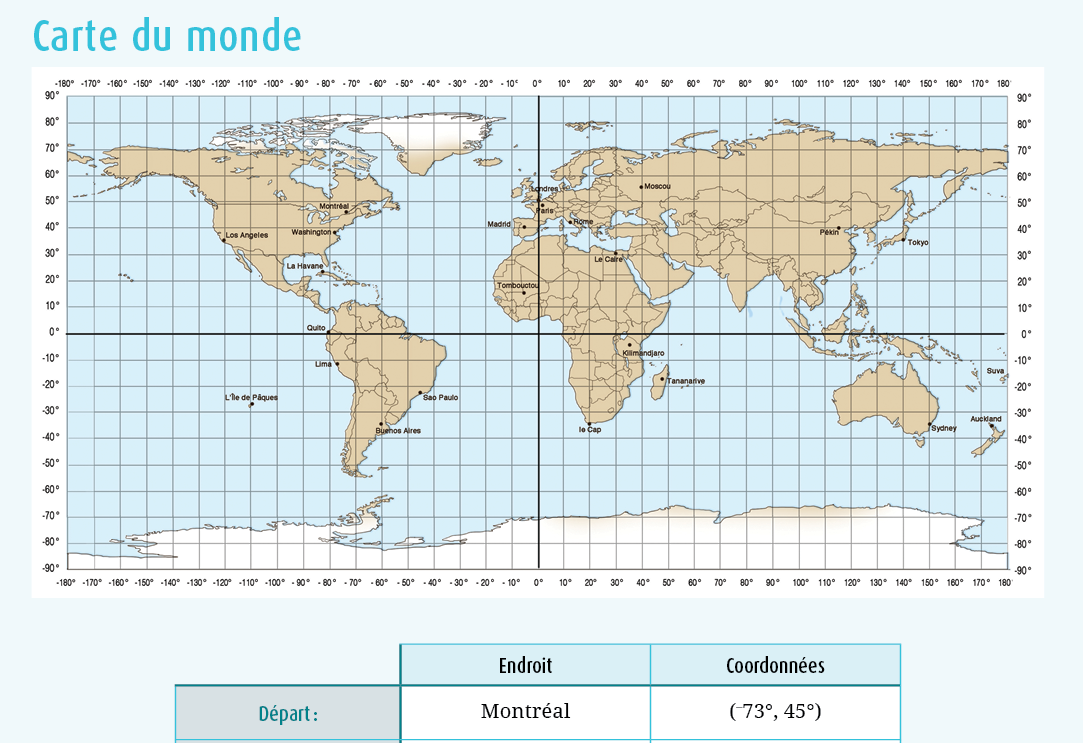 Carte du monde
-180° -170° -160° -150° -140° -130° -120° -110° -100° -90° - 80° - 70° - 60° -50° -40° - 30° - 20° - 10° 0° 10° 20° 30° 40° 50° 60° 70° 80° 90° 100° 110° 120° 130° 140° 150° 160° 170° 180°
90° 90°
80° 80°
70° 70°
60° 60°
Londres Moscou
50° 50°
Montréal Paris
Madrid Rome
40° 40°
Los Angeles Washington Pékin Tokyo
30° 30°
La Havane Le Caire
20° 20°
Tombouctou
10° 10°
Quito
0° 0°
Kilimandjaro
-10° -10°
Lima Suva
-20° -20°
Tananarive
L'Île de Pâques Sao Paulo
-30° -30°
Buenos Aires le Cap Sydney Auckland
-40° -40°
-50° -50°
-60° -60°
-70° -70°
-80° -80°
-90° -90°
-180° -170° -160° -150° -140° -130° -120° -110° -100° -90° - 80° - 70° - 60° -50° -40° - 30° - 20° - 10° 0° 10° 20° 30° 40° 50° 60° 70° 80° 90° 100° 110° 120° 130° 140° 150° 160° 170° 180°
Endroit Coordonnées
Départ : Montréal (⁻73°, 45°)